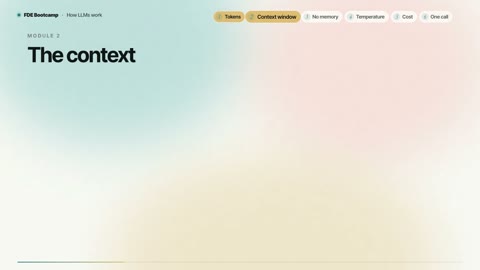 FDE Bootcamp · How LLMs work
1 Tokens 2 Context window 3 No memory 4 Temperature 5 Cost 6 One call
MODULE 2
The context